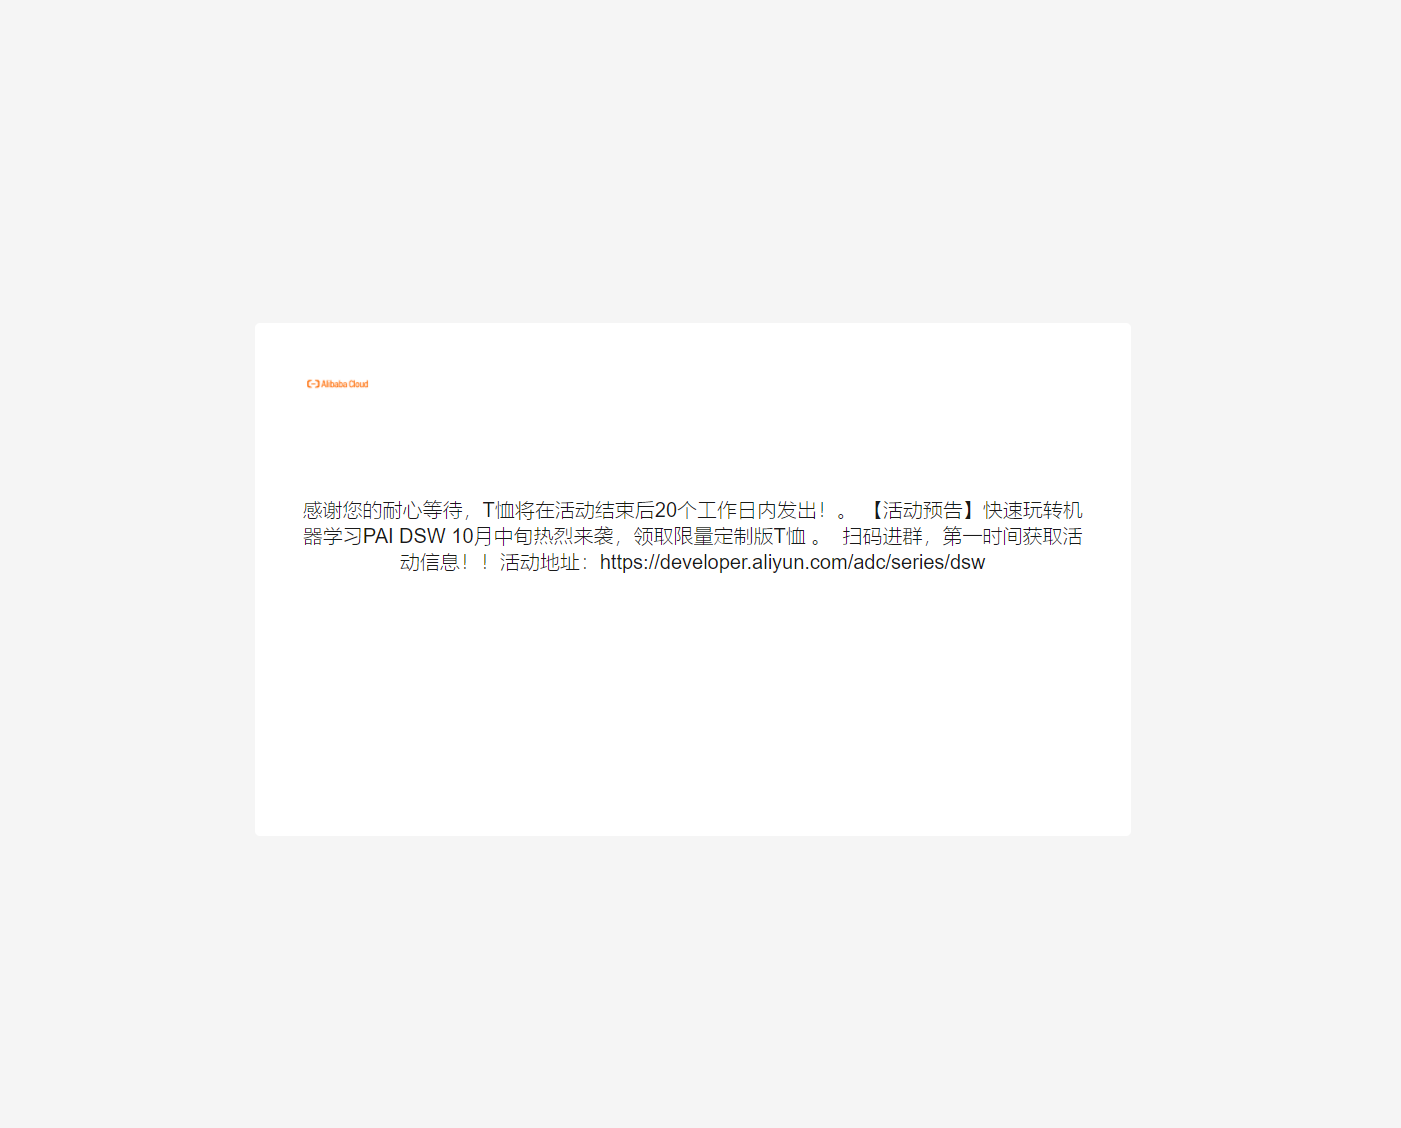 Alibaba Cloud
感谢您的耐心等待，T恤将在活动结束后20个工作日内发出！。 【活动预告】快速玩转机
器学习PAI DSW 10月中旬热烈来袭，领取限量定制版T恤 。 扫码进群，第一时间获取活
动信息！！活动地址：https://developer.aliyun.com/adc/series/dsw